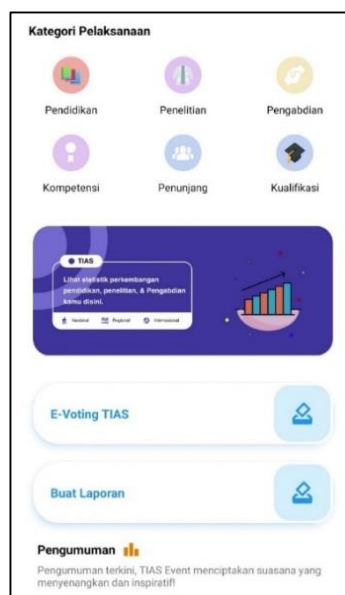 Kategori Pelaksanaan
Pendidikan Penelitian Pengabdian
Kompetensi Penunjang Kualifikasi
TIAS
Lihat statistik perkembangan
pendidikan, penelitian, & Pengabdian
kamu disini.
Nasional Regional Internasional
E-Voting TIAS
Buat Laporan
Pengumuman
Pengumuman terkini, TIAS Event menciptakan suasana yang
menyenangkan dan inspiratif!